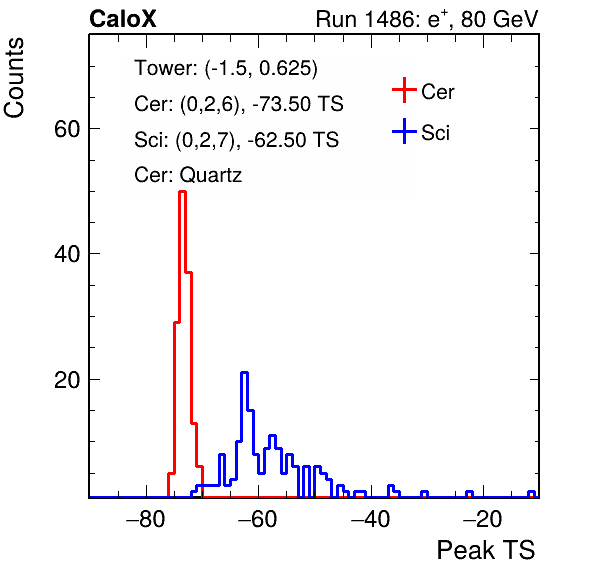 CaloX Run 1486: e⁺, 80 GeV
Counts
Tower: (-1.5, 0.625)
Cer: (0,2,6), -73.50 TS
Sci: (0,2,7), -62.50 TS
Cer: Quartz
Cer
Sci
60
40
20
−80 −60 −40 −20
Peak TS